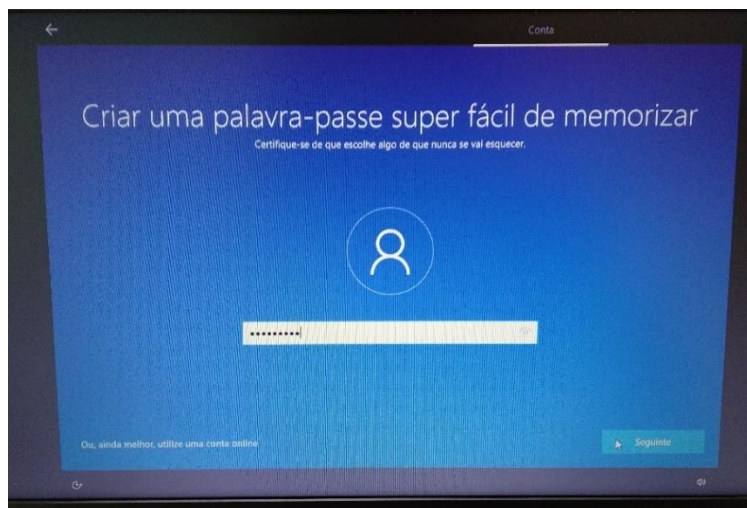 Conta
Criar uma palavra-passe super fácil de memorizar
Certifique-se de que escolhe algo de que nunca se vai esquecer.
Ou, ainda melhor, utilize uma conta online
Seguinte